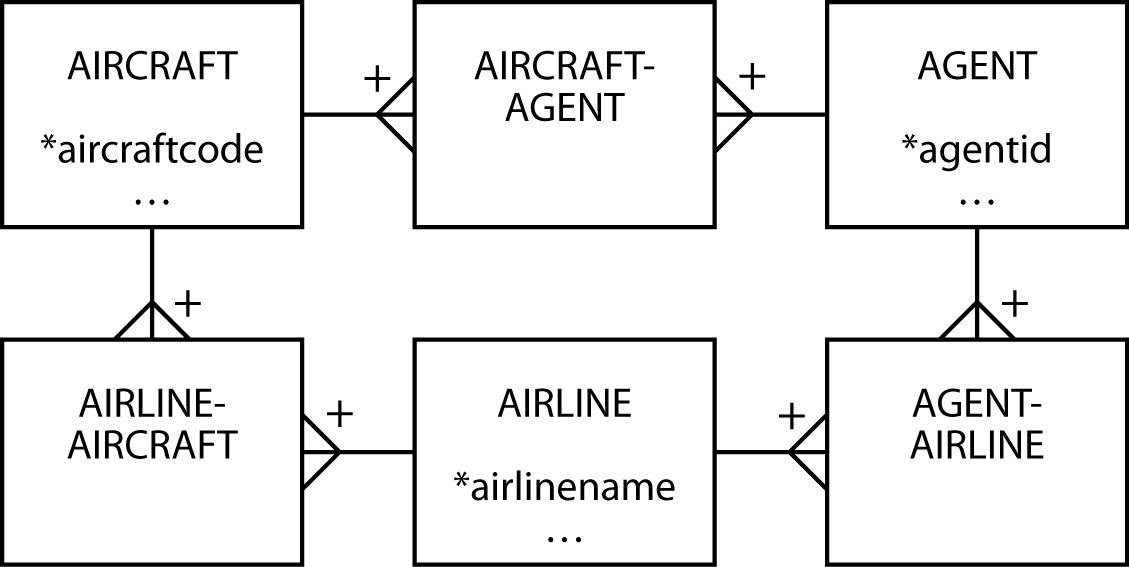 AIRCRAFT
*aircraftcode
...
+
AIRCRAFT-
AGENT
+
AGENT
*agentid
...
+
+
AIRLINE-
AIRCRAFT
+
AIRLINE
*airlinename
...
+
AGENT-
AIRLINE